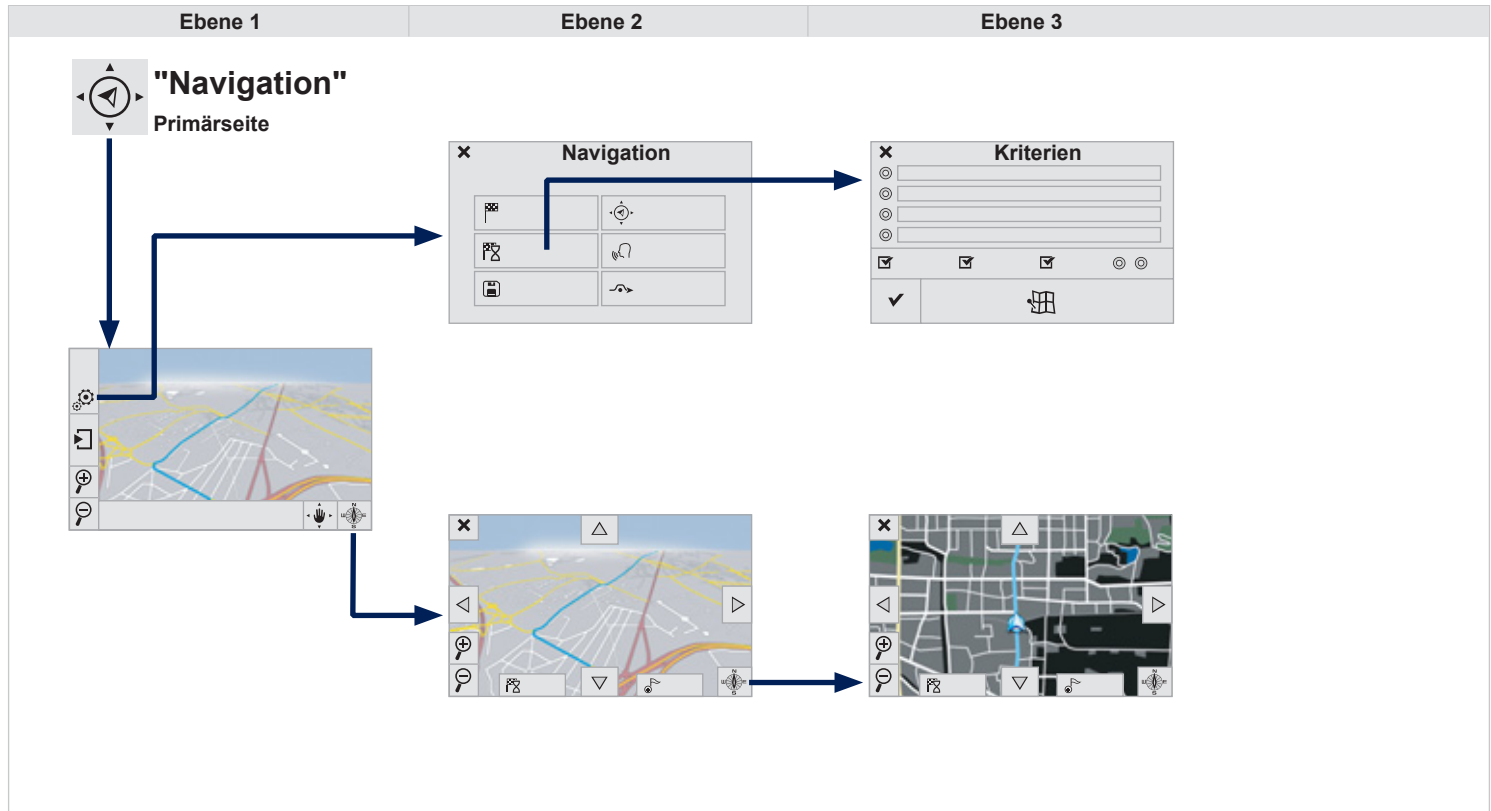 Ebene 1
Ebene 2
Ebene 3
"Navigation"
Primärseite
Navigation
Kriterien